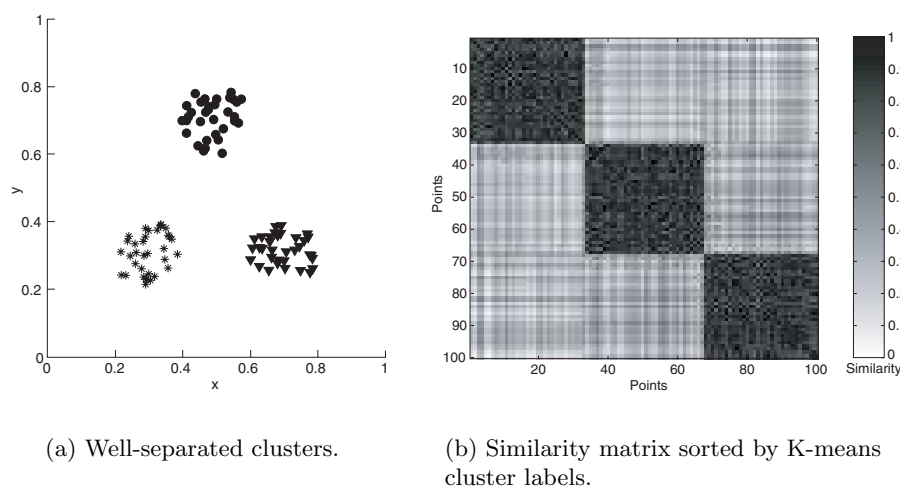 1
0.8
0.6
0.4
0.2
0
y
0 0.2 0.4 0.6 0.8 1
x
10
20
30
40
50
60
70
80
90
100
Points
20 40 60 80 100
Points
1
0
Similarity
(a) Well-separated clusters.
(b) Similarity matrix sorted by K-means
cluster labels.